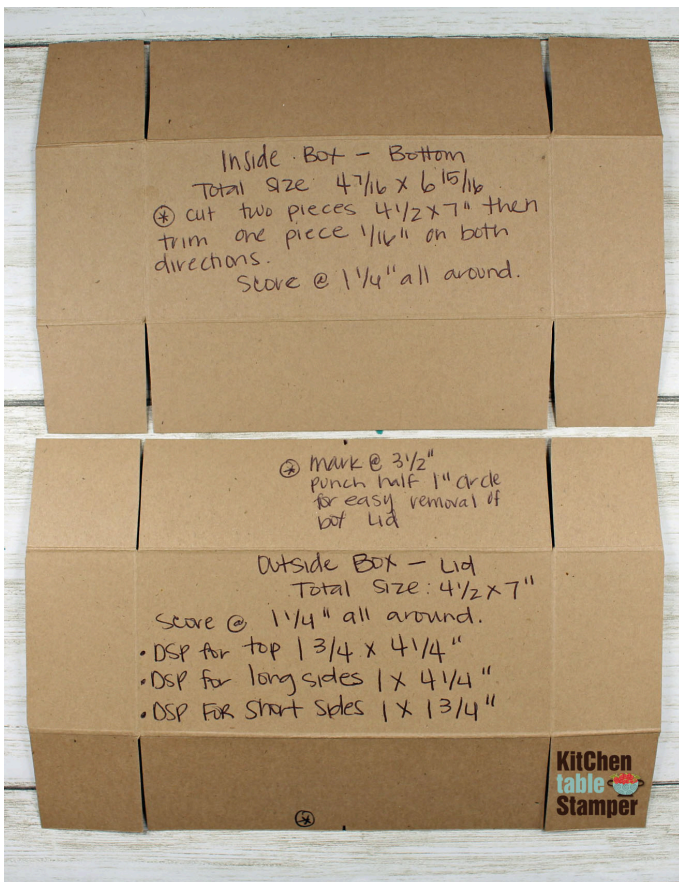 Inside Box - Bottom
Total Size 4 7/16 x 6 15/16
* cut two pieces 4 1/2 x 7" then
trim one piece 1/16" on both
directions.
Score @ 1 1/4" all around.
* mark @ 3 1/2"
punch half 1" circle
for easy removal of
bot Lid
Outside Box - Lid
Total Size: 4 1/2 x 7"
Score @ 1 1/4" all around.
• DSP for top 1 3/4 x 4 1/4"
• DSP for long sides 1 x 4 1/4"
• DSP FOR Short Sides 1 x 1 3/4"
*
KitChen
table
Stamper